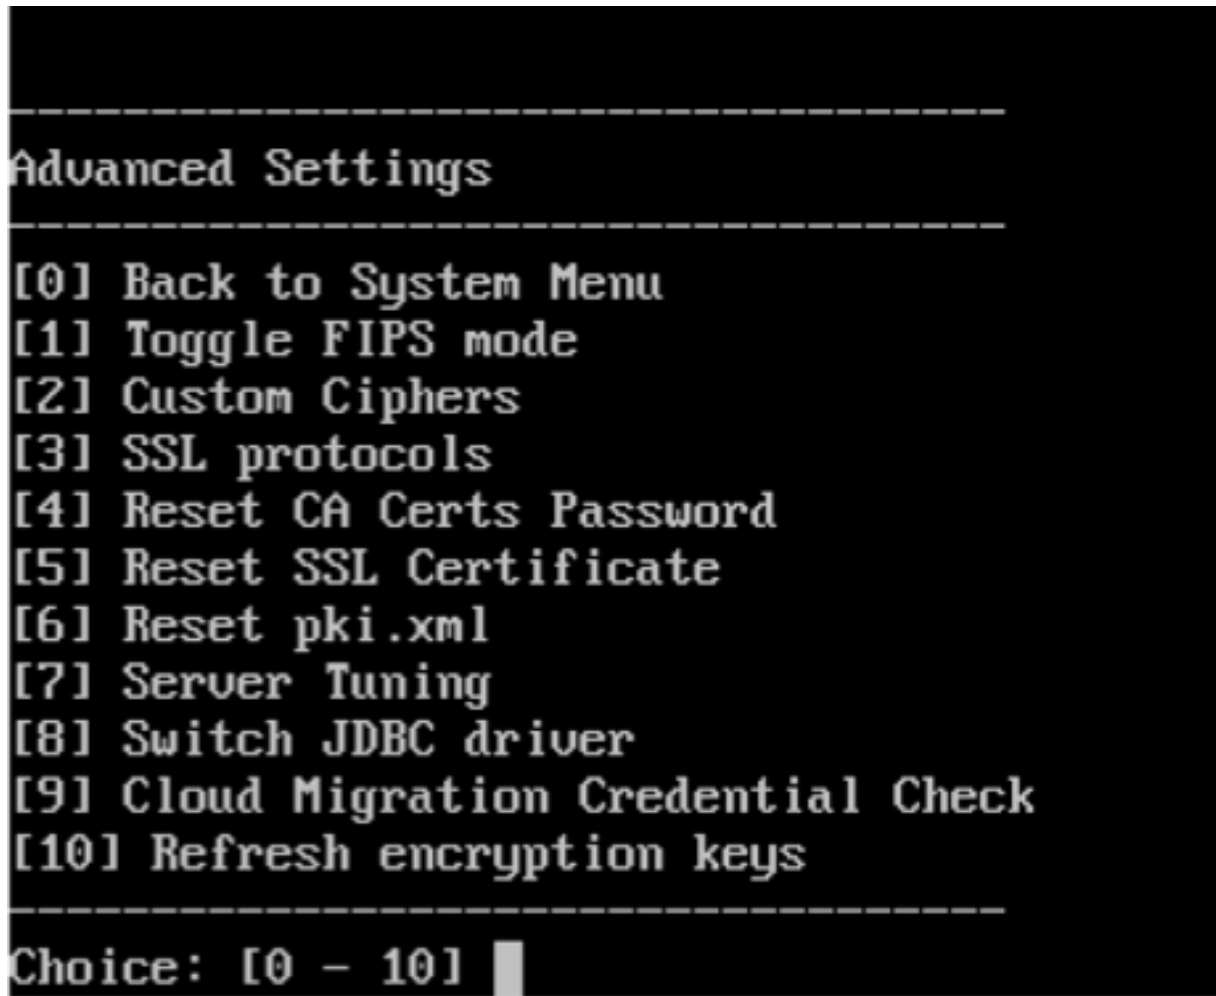 -----------------------------------
Advanced Settings
-----------------------------------
[0] Back to System Menu
[1] Toggle FIPS mode
[2] Custom Ciphers
[3] SSL protocols
[4] Reset CA Certs Password
[5] Reset SSL Certificate
[6] Reset pki.xml
[7] Server Tuning
[8] Switch JDBC driver
[9] Cloud Migration Credential Check
[10] Refresh encryption keys
-----------------------------------
Choice: [0 - 10]